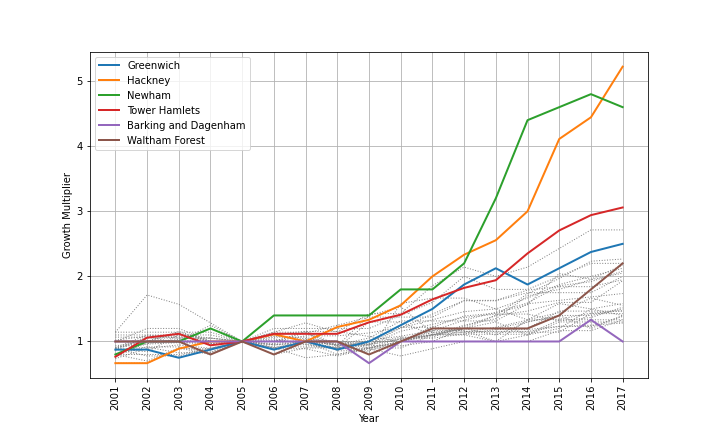 Greenwich
Hackney
Newham
Tower Hamlets
Barking and Dagenham
Waltham Forest
5
4
3
2
1
Growth Multiplier
2001
2002
2003
2004
2005
2006
2007
2008
2009
2010
2011
2012
2013
2014
2015
2016
2017
Year